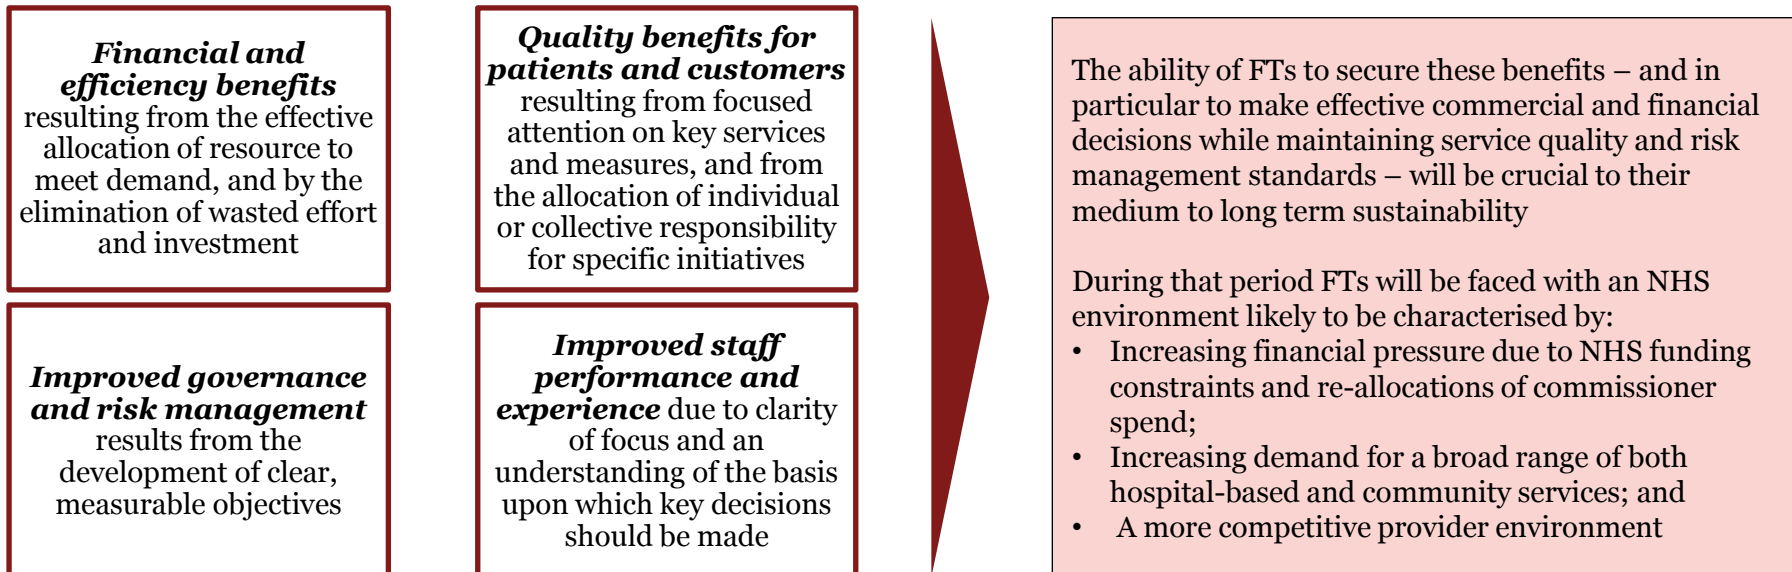 Financial and
efficiency benefits
resulting from the effective
allocation of resource to
meet demand, and by the
elimination of wasted effort
and investment
Quality benefits for
patients and customers
resulting from focused
attention on key services
and measures, and from
the allocation of individual
or collective responsibility
for specific initiatives
Improved governance
and risk management
results from the
development of clear,
measurable objectives
Improved staff
performance and
experience due to clarity
of focus and an
understanding of the basis
upon which key decisions
should be made
The ability of FTs to secure these benefits – and in
particular to make effective commercial and financial
decisions while maintaining service quality and risk
management standards – will be crucial to their
medium to long term sustainability
During that period FTs will be faced with an NHS
environment likely to be characterised by:
• Increasing financial pressure due to NHS funding
constraints and re-allocations of commissioner
spend;
• Increasing demand for a broad range of both
hospital-based and community services; and
• A more competitive provider environment